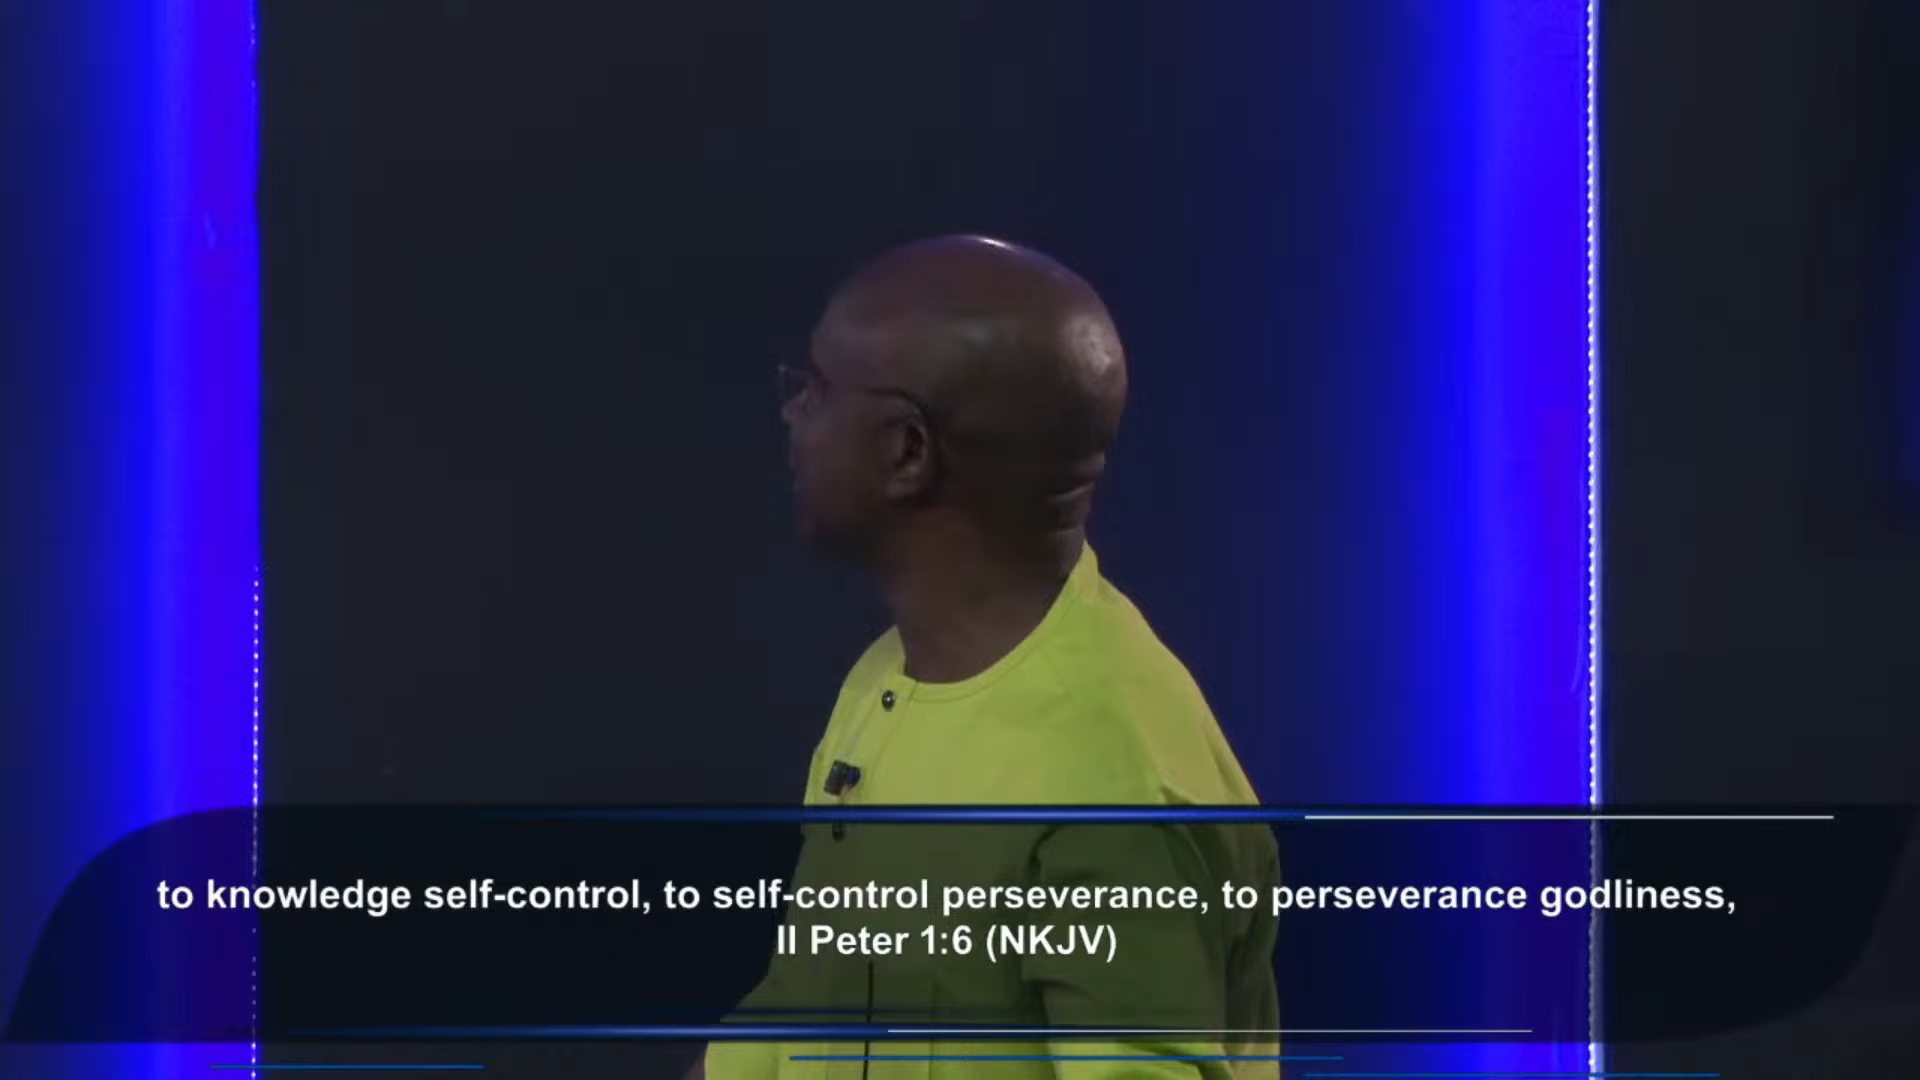 to knowledge self-control, to self-control perseverance, to perseverance godliness,
II Peter 1:6 (NKJV)